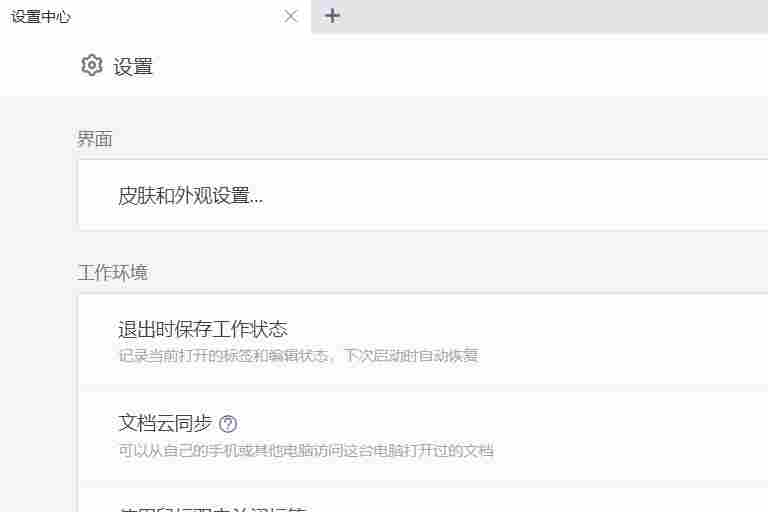 设置中心
设置
界面
皮肤和外观设置...
工作环境
退出时保存工作状态
记录当前打开的标签和编辑状态，下次启动时自动恢复
文档云同步
可以从自己的手机或其他电脑访问这台电脑打开过的文档